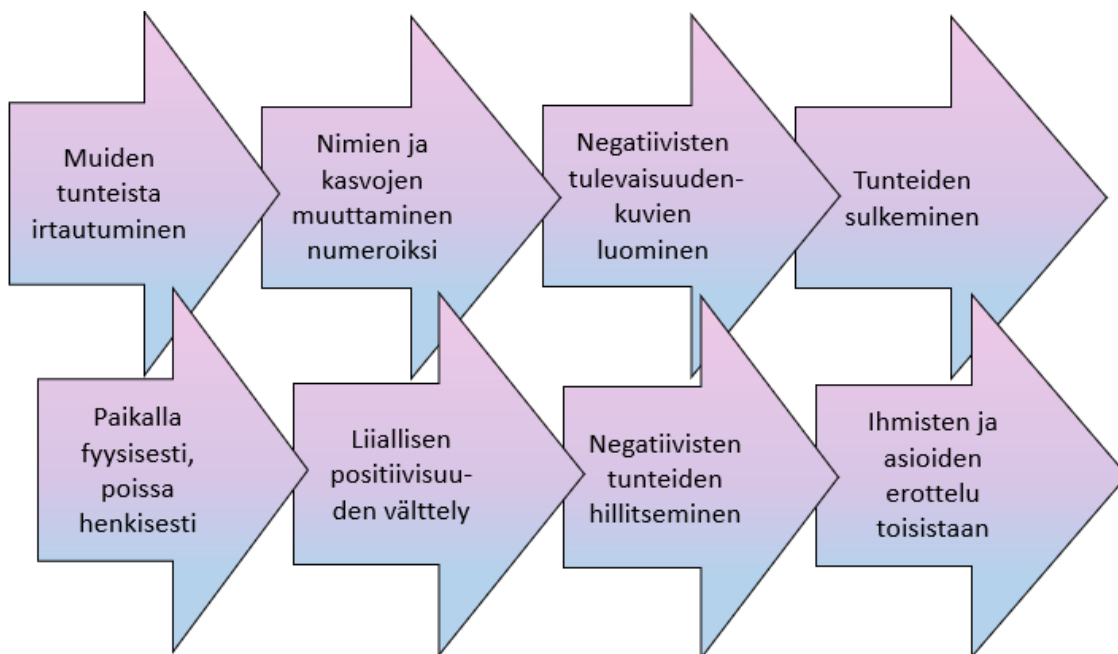 Muiden
tunteista
irtautuminen
Nimien ja
kasvojen
muuttaminen
numeroiksi
Negatiivisten
tulevaisuuden-
kuvien
luominen
Tunteiden
sulkeminen
Paikalla
fyysisesti,
poissa
henkisesti
Liiallisen
positiivisuu-
den välttely
Negatiivisten
tunteiden
hillitseminen
Ihmisten ja
asioiden
erottelu
toisistaan